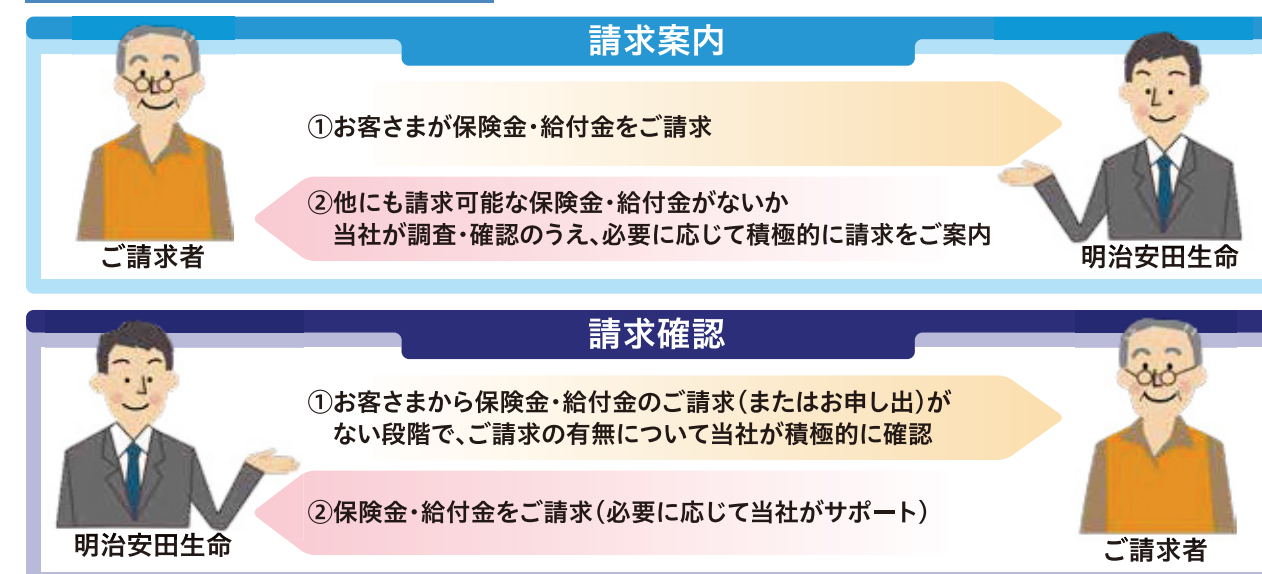 請求案内
①お客さまが保険金・給付金をご請求
②他にも請求可能な保険金・給付金がないか
当社が調査・確認のうえ、必要に応じて積極的に請求をご案内
ご請求者
明治安田生命
請求確認
①お客さまから保険金・給付金のご請求（またはお申し出）が
ない段階で、ご請求の有無について当社が積極的に確認
②保険金・給付金をご請求（必要に応じて当社がサポート）
明治安田生命
ご請求者